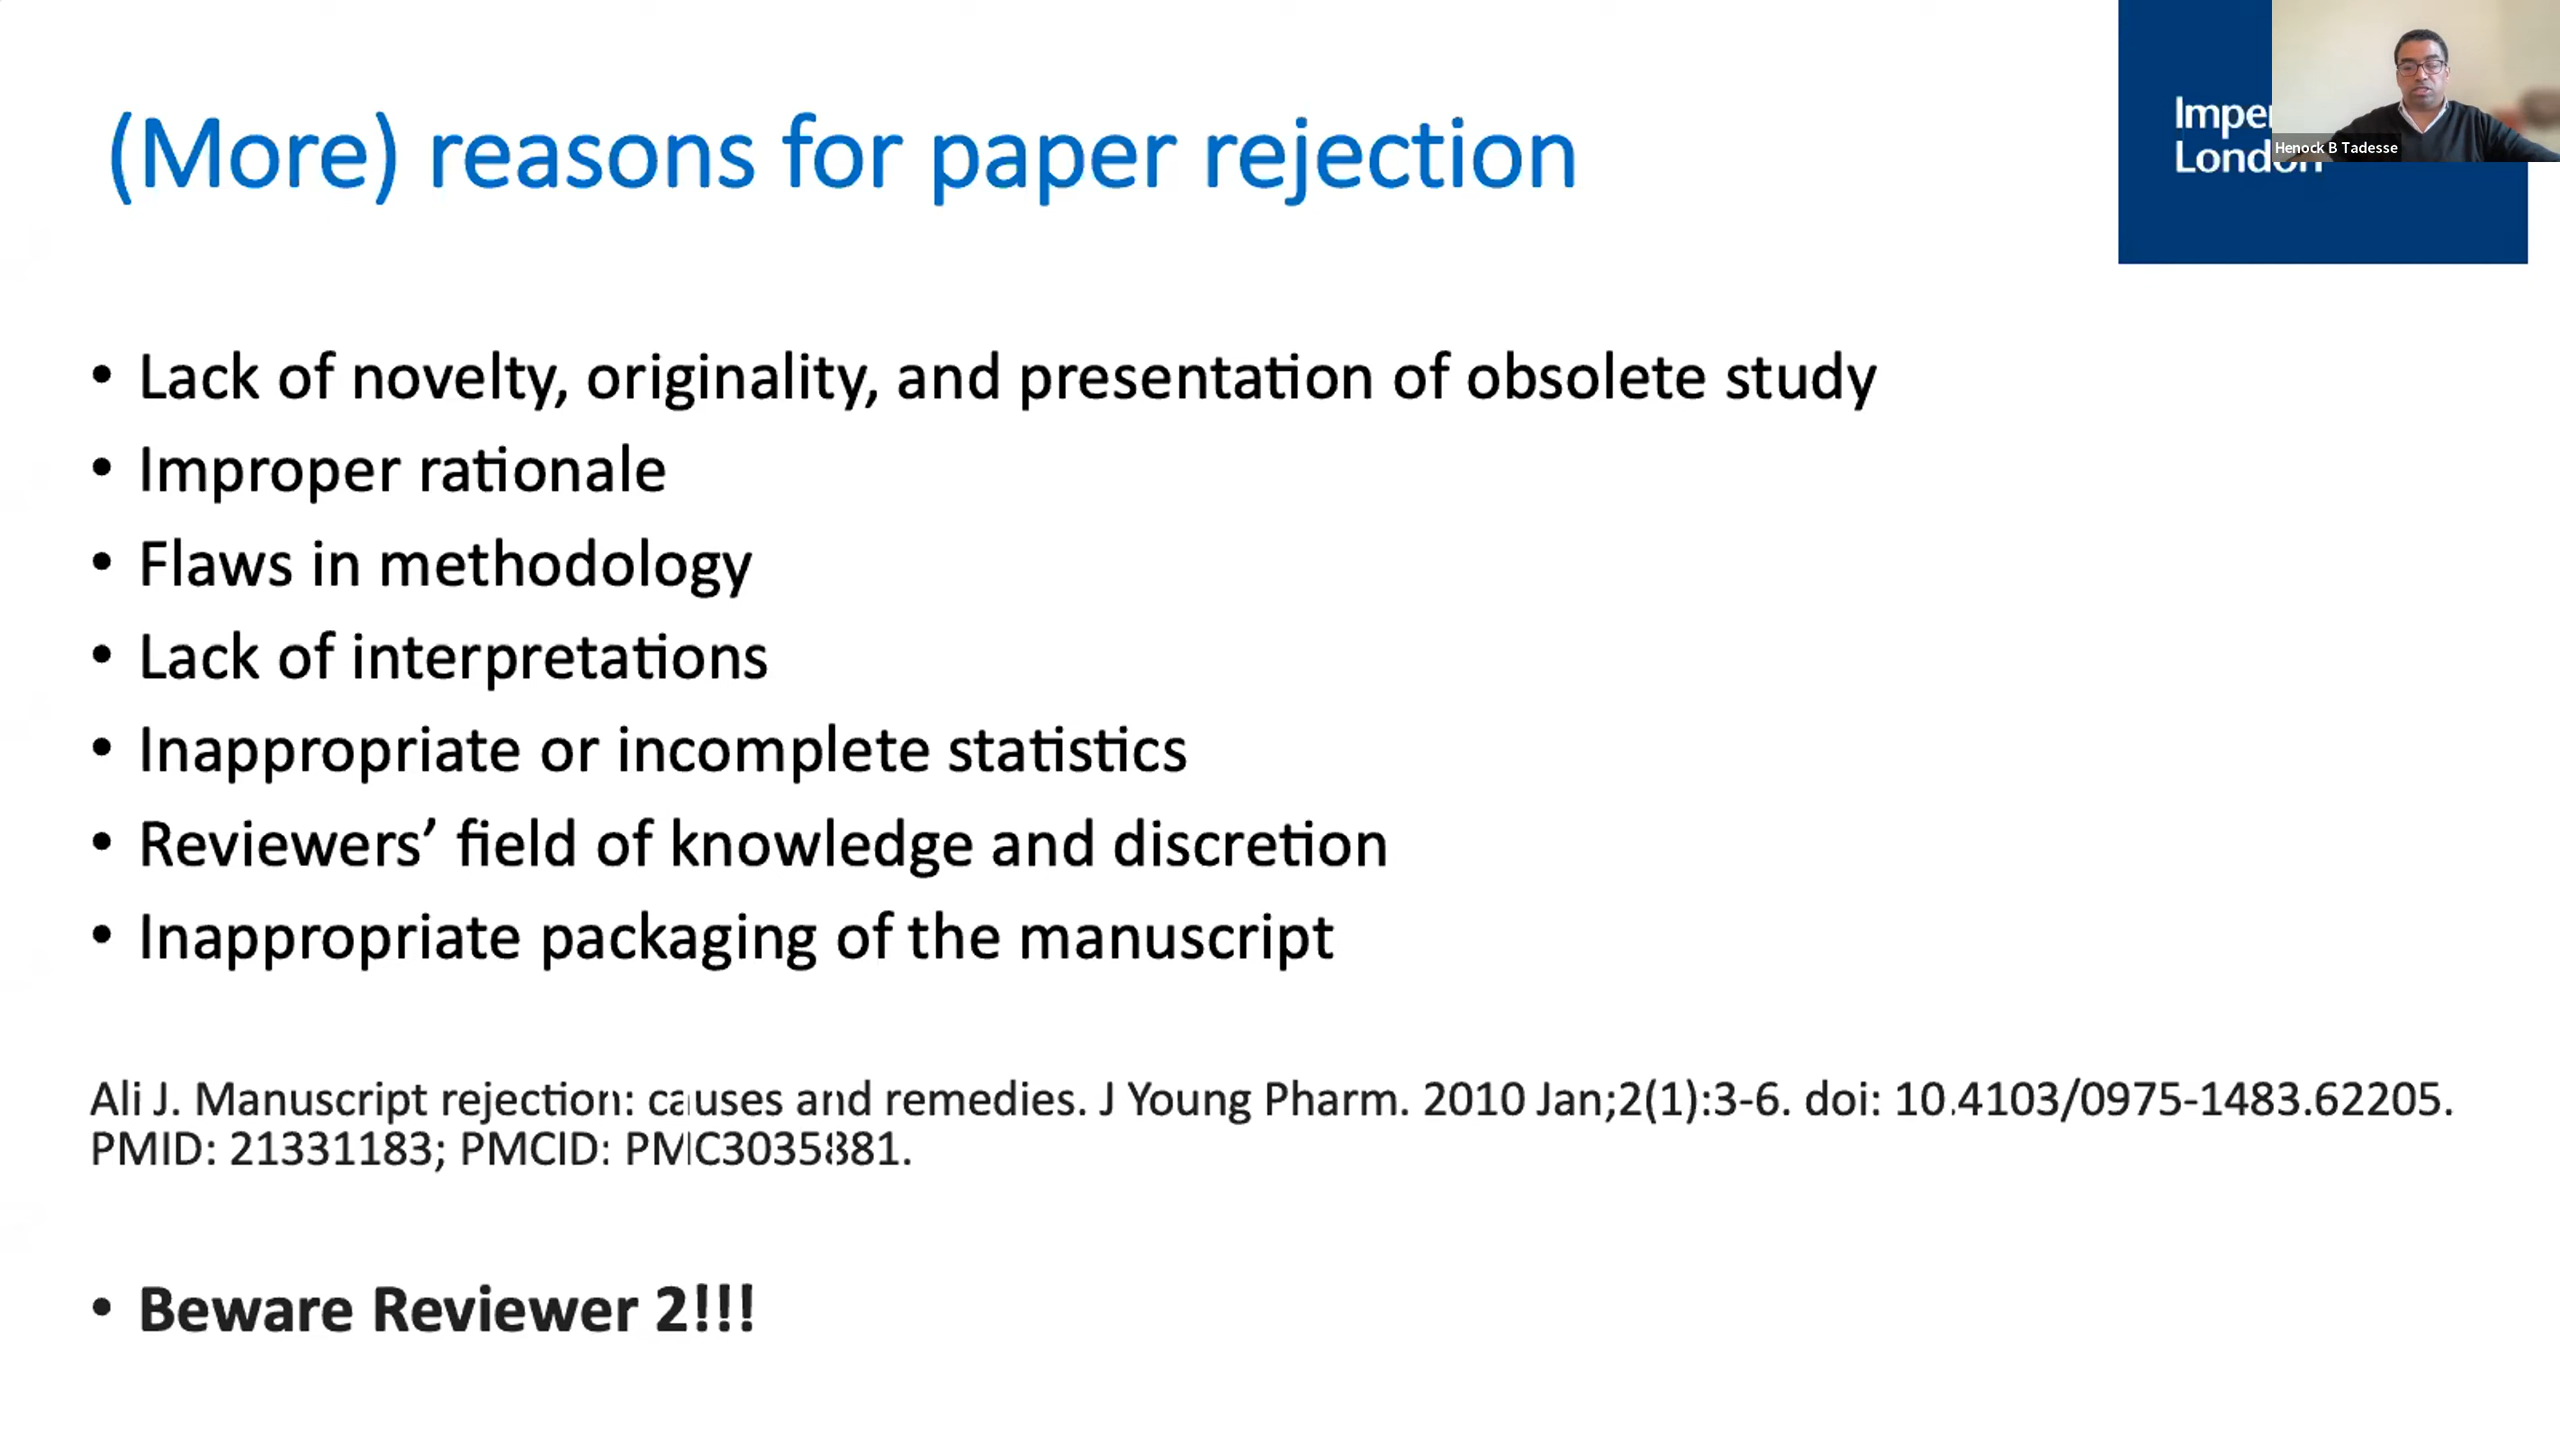 (More) reasons for paper rejection
Impe
London
Henock B Tadesse
• Lack of novelty, originality, and presentation of obsolete study
• Improper rationale
• Flaws in methodology
• Lack of interpretations
• Inappropriate or incomplete statistics
• Reviewers’ field of knowledge and discretion
• Inappropriate packaging of the manuscript
Ali J. Manuscript rejection: causes and remedies. J Young Pharm. 2010 Jan;2(1):3-6. doi: 10.4103/0975-1483.62205.
PMID: 21331183; PMCID: PMC3035881.
• Beware Reviewer 2!!!